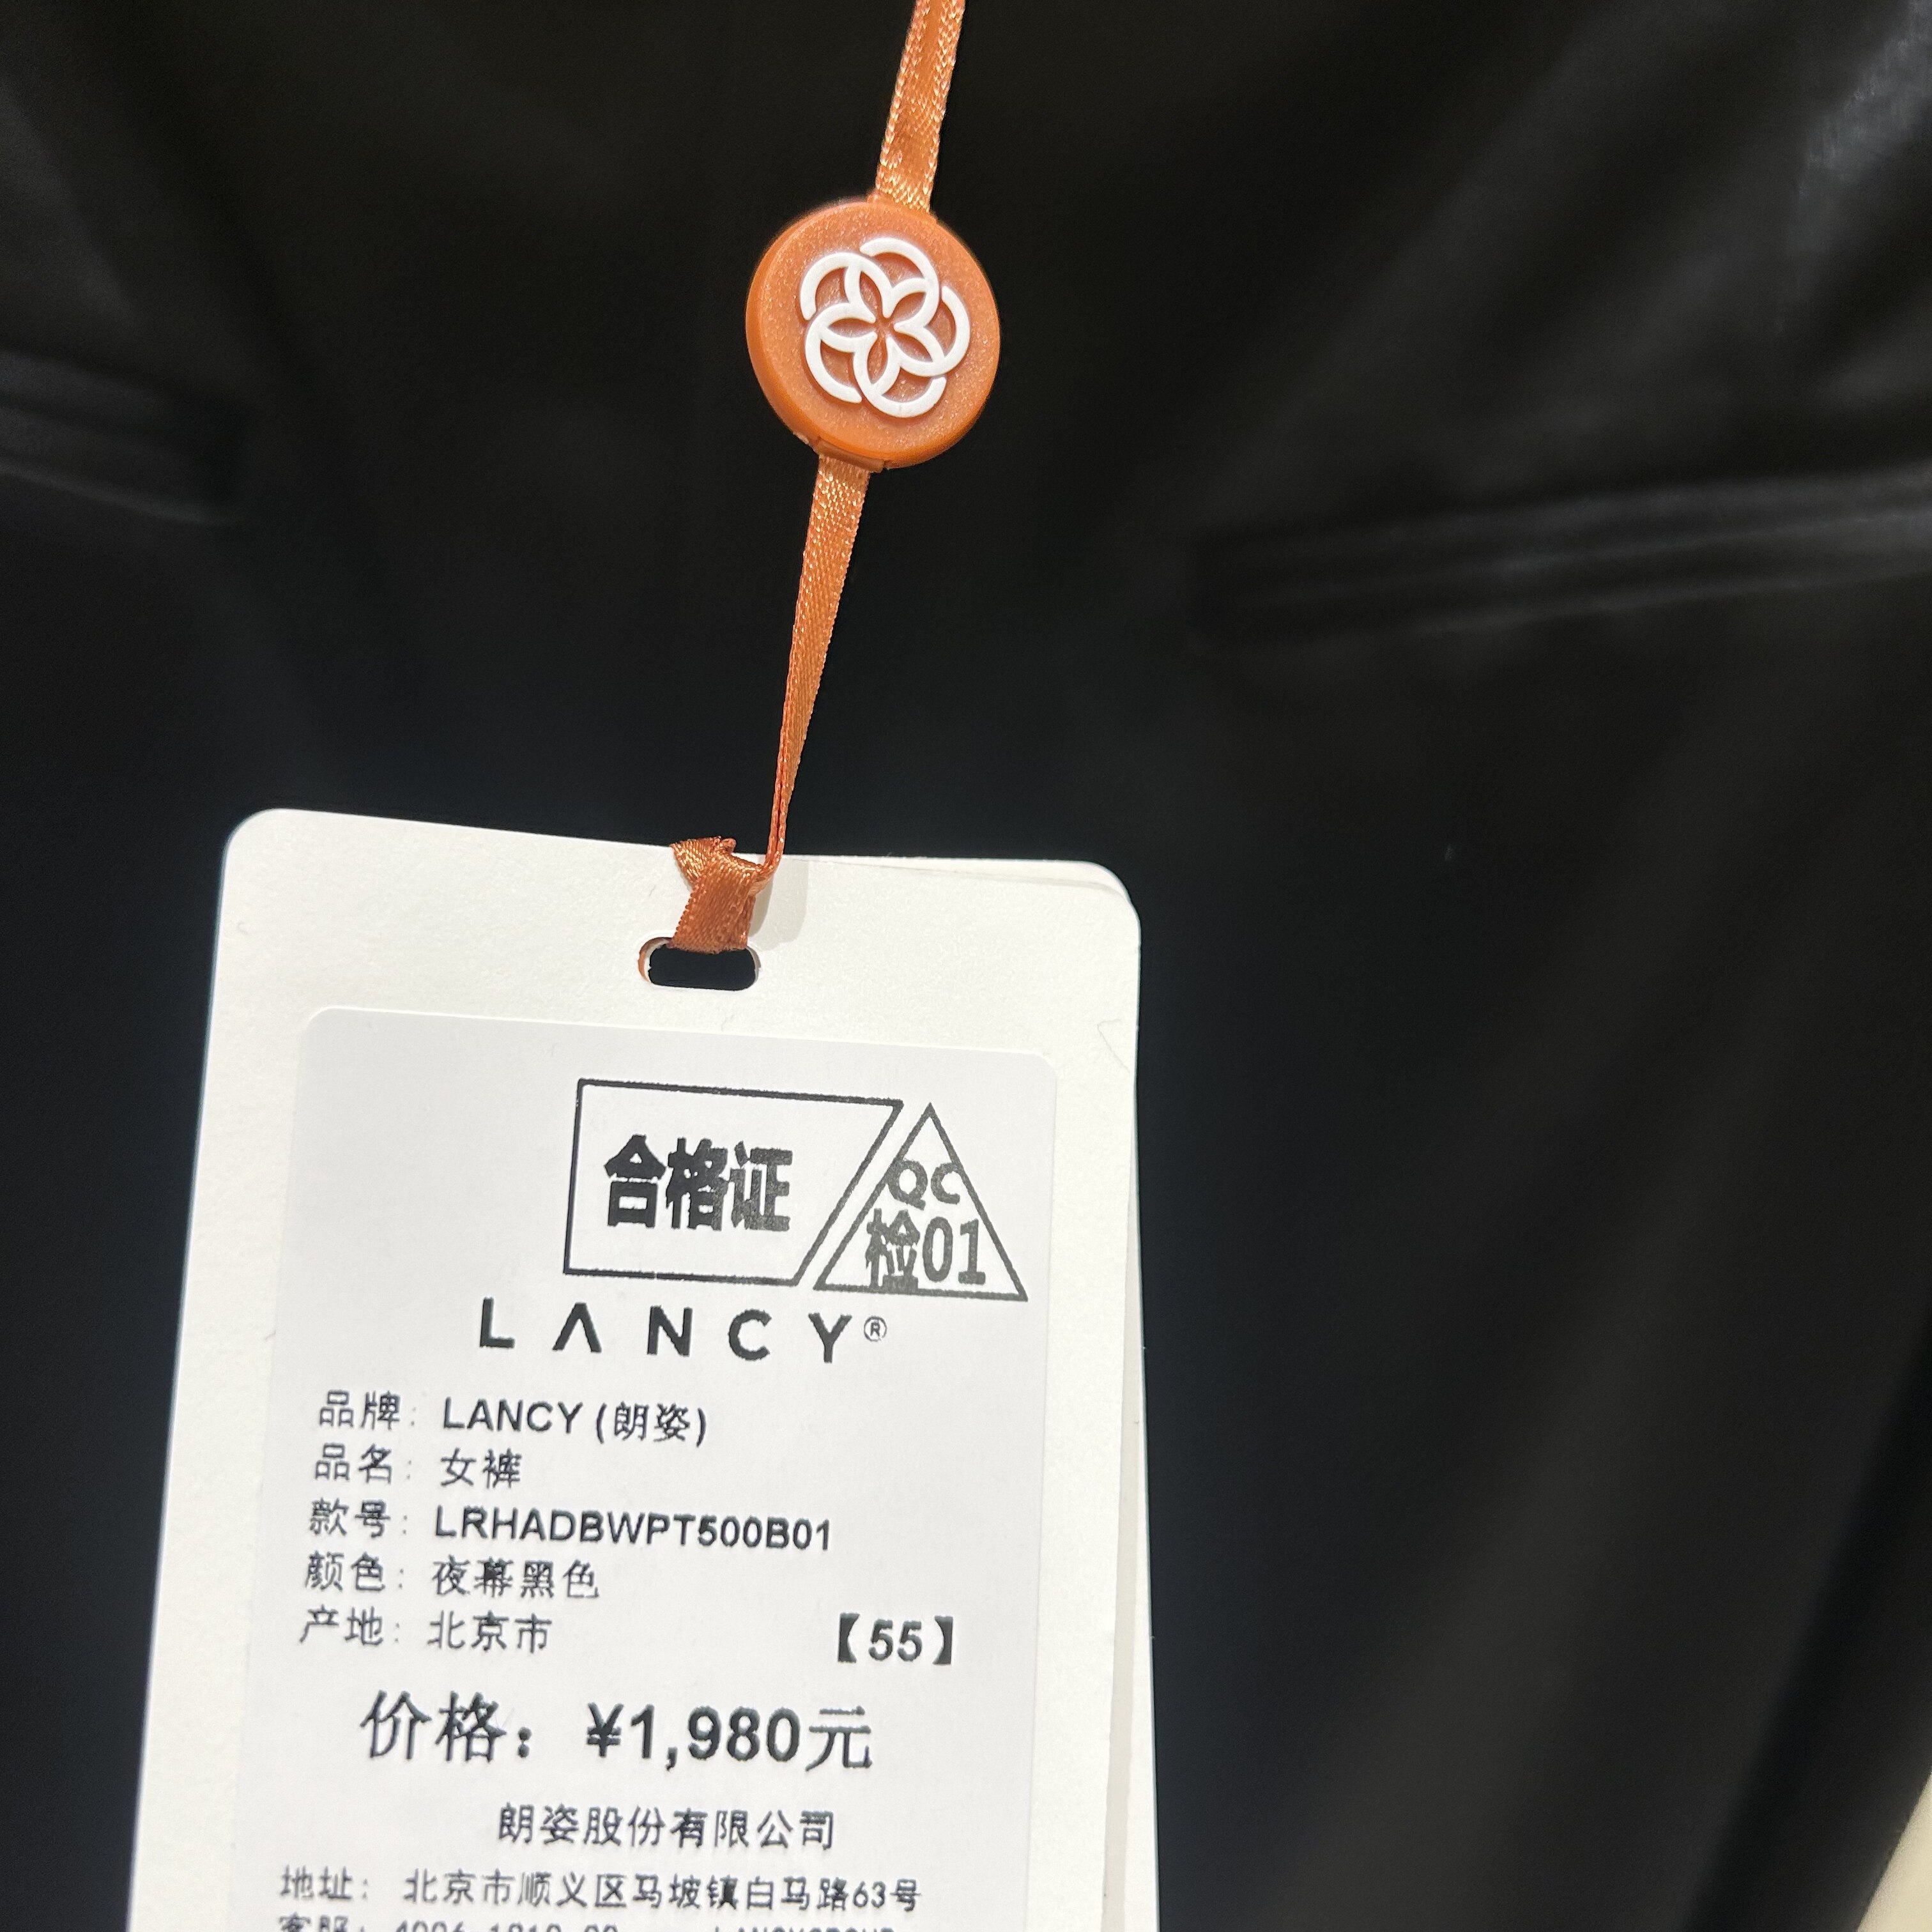 合格证
QC
检01
LANCY®
品牌: LANCY (朗姿)
品名: 女裤
款号: LRHADBWPT500B01
颜色: 夜幕黑色
产地: 北京市 【55】
价格: ¥1,980元
朗姿股份有限公司
地址: 北京市顺义区马坡镇白马路63号
客服: